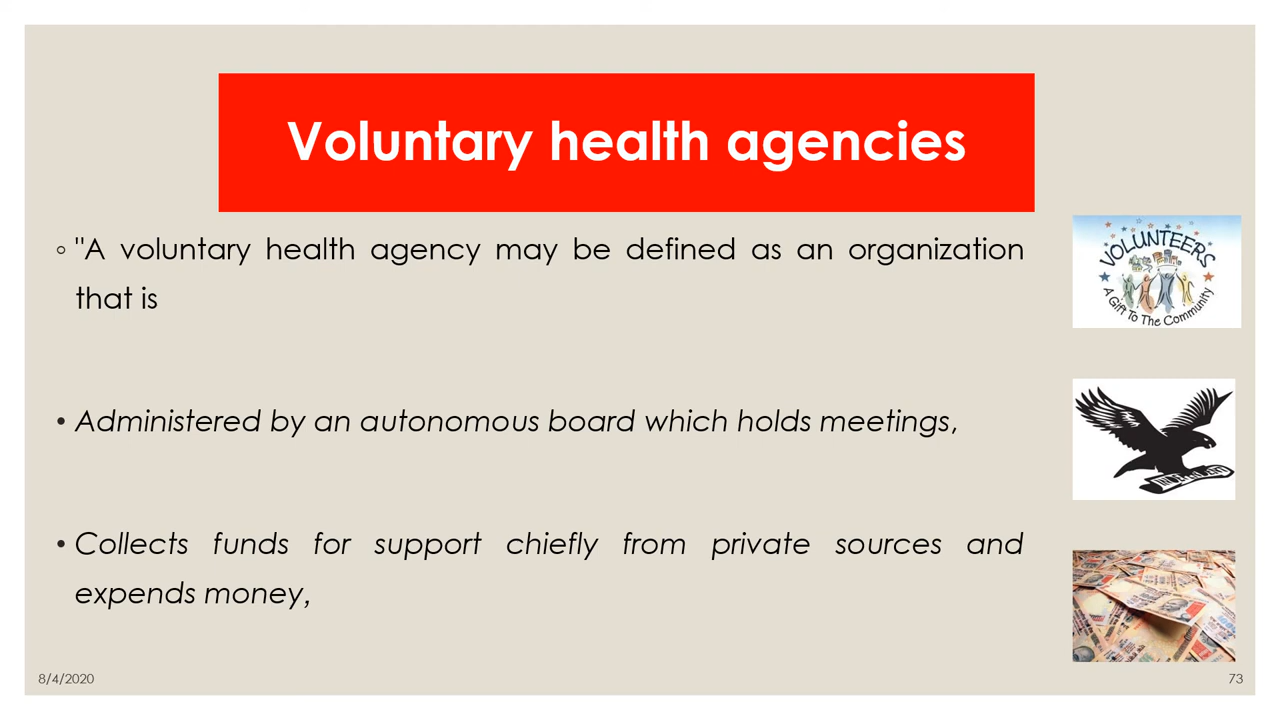 Voluntary health agencies
◦ "A voluntary health agency may be defined as an organization
that is
• Administered by an autonomous board which holds meetings,
• Collects funds for support chiefly from private sources and
expends money,
VOLUNTEERS
A Gift To The Community
8/4/2020
73